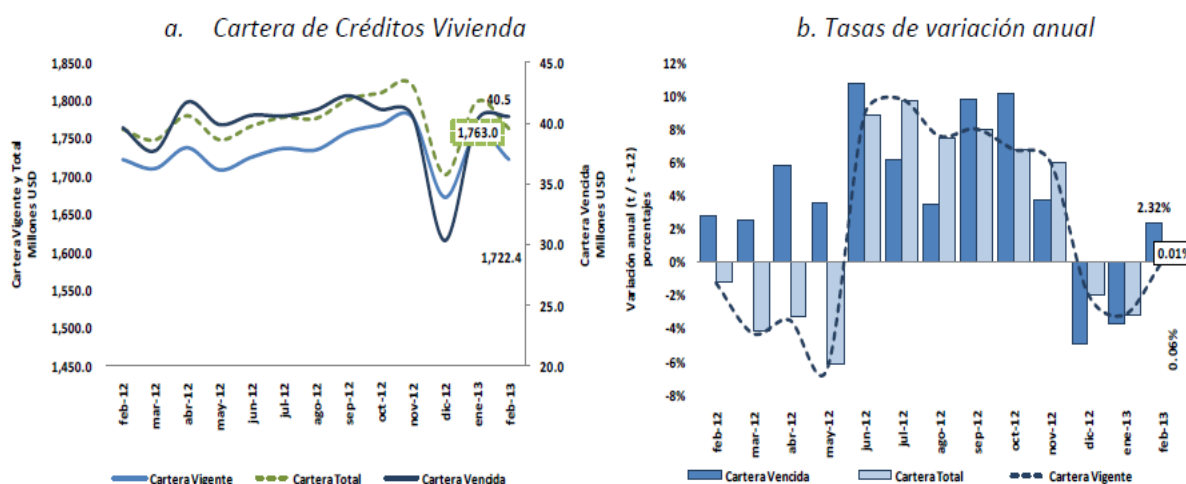 a. Cartera de Créditos Vivienda
Cartera Vigente y Total
Millones USD
1,850.0
1,800.0
1,750.0
1,700.0
1,650.0
1,600.0
1,550.0
1,500.0
1,450.0
45.0
40.0
35.0
30.0
25.0
20.0
Cartera Vencida
Millones USD
40.5
1,763.0
1,722.4
feb-12
mar-12
abr-12
may-12
jun-12
jul-12
ago-12
sep-12
oct-12
nov-12
dic-12
ene-13
feb-13
Cartera Vigente
Cartera Total
Cartera Vencida
b. Tasas de variación anual
Variación anual (t / t -12)
porcentajes
12%
10%
8%
6%
4%
2%
0%
-2%
-4%
-6%
-8%
2.32%
0.01%
0.06%
feb-12
mar-12
abr-12
may-12
jun-12
jul-12
ago-12
sep-12
oct-12
nov-12
dic-12
ene-13
feb-13
Cartera Vencida
Cartera Total
Cartera Vigente